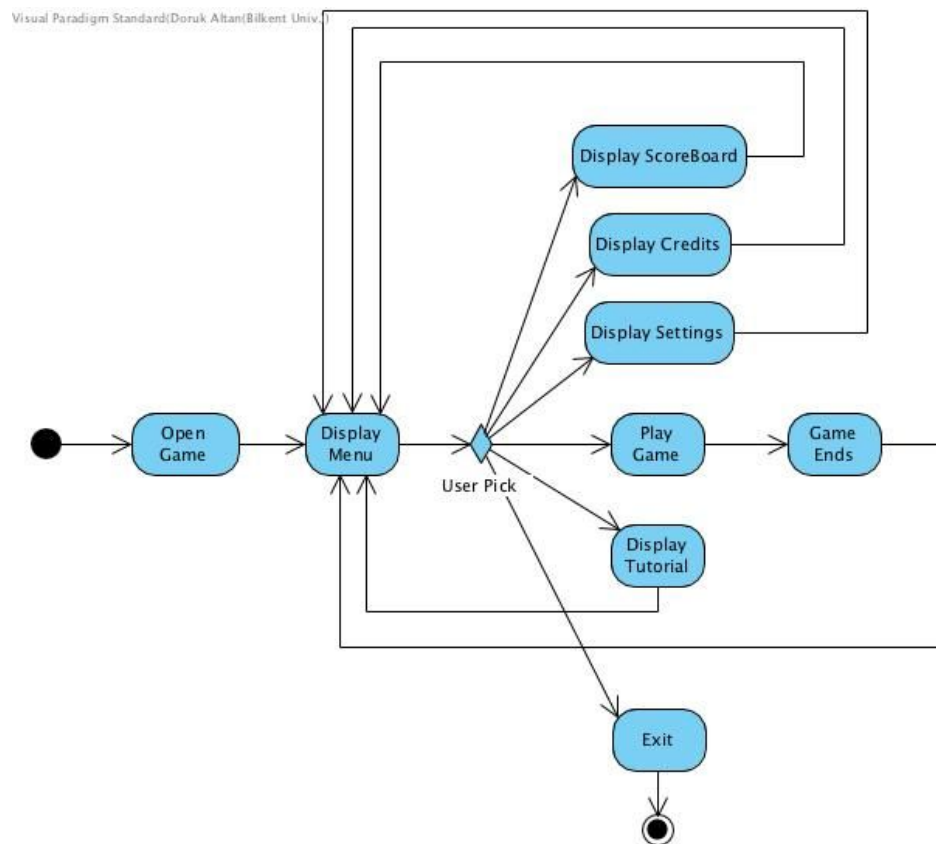 Visual Paradigm Standard(Doruk Altan(Bilkent Univ.))
Display ScoreBoard
Display Credits
Display Settings
Open
Game
Display
Menu
User Pick
Play
Game
Game
Ends
Display
Tutorial
Exit